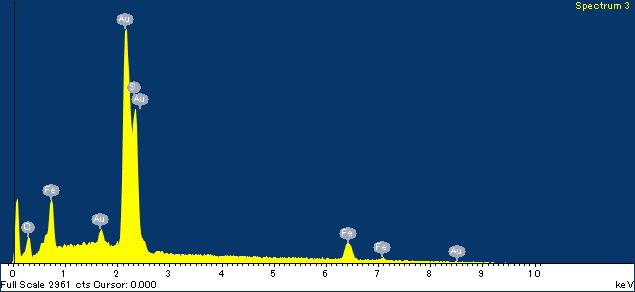 Spectrum 3
Au
S
Au
Fe
Au
Fe
Fe
Au
0 1 2 3 4 5 6 7 8 9 10
Full Scale 2961 cts Cursor: 0.000 keV